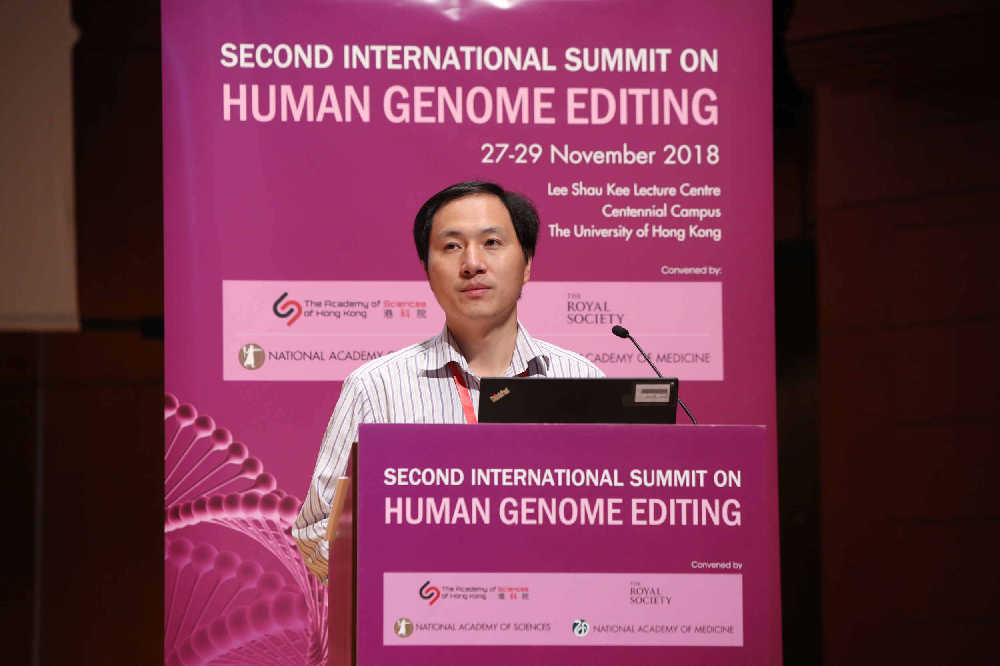 SECOND INTERNATIONAL SUMMIT ON
HUMAN GENOME EDITING
27-29 November 2018
Lee Shau Kee Lecture Centre
Centennial Campus
The University of Hong Kong
Convened by:
The Academy of Sciences
of Hong Kong 港科院
THE
ROYAL
SOCIETY
NATIONAL ACADEMY
ACADEMY OF MEDICINE
ThinkPad
SECOND INTERNATIONAL SUMMIT ON
HUMAN GENOME EDITING
Convened by
The Academy of Sciences
of Hong Kong 港科院
THE
ROYAL
SOCIETY
NATIONAL ACADEMY OF SCIENCES
NATIONAL ACADEMY OF MEDICINE